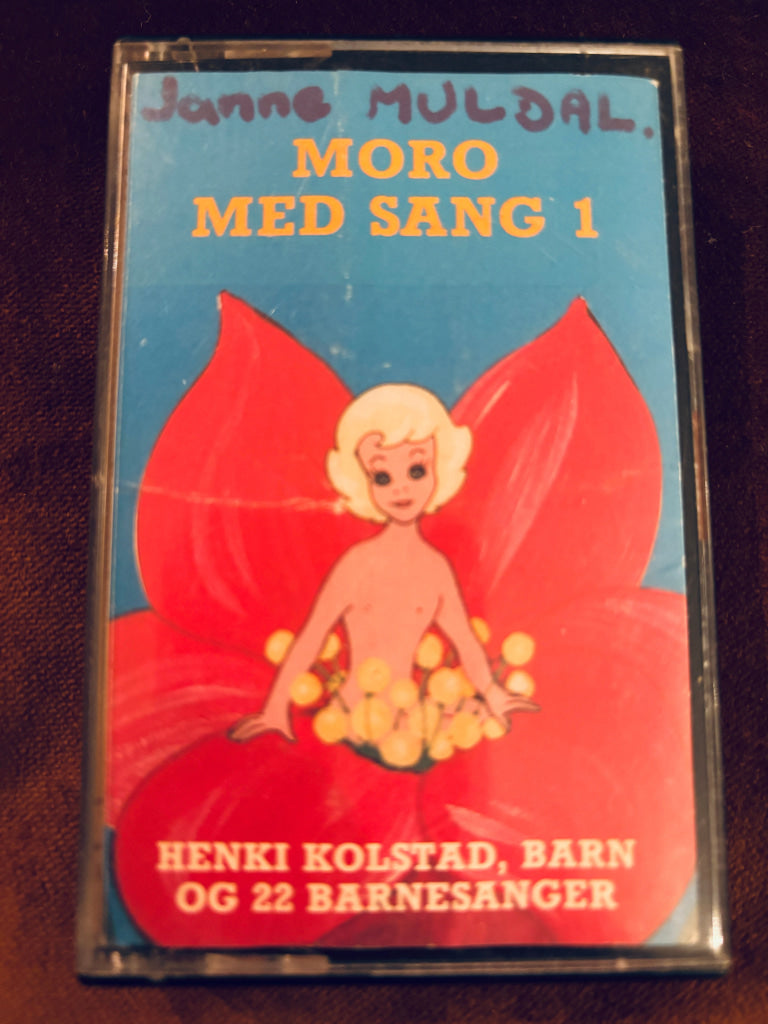 Janne MULDAL.
MORO
MED SANG 1
HENKI KOLSTAD, BARN
OG 22 BARNESANGER